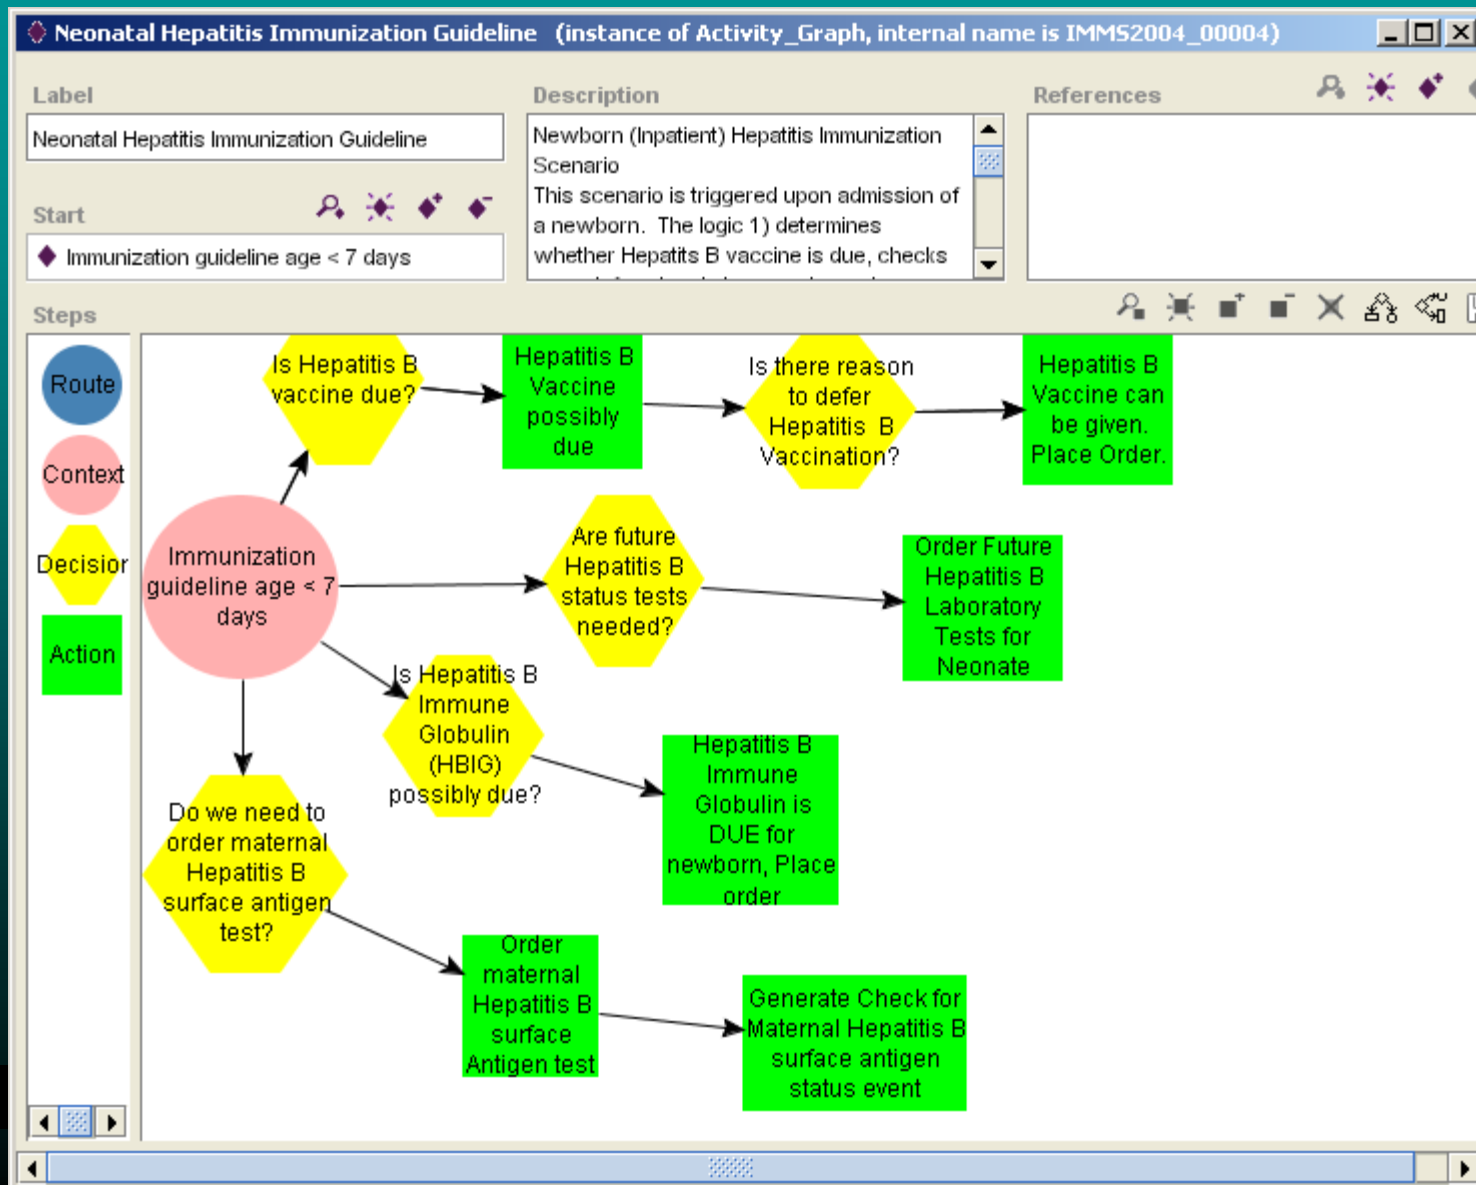 Neonatal Hepatitis Immunization Guideline (instance of Activity_Graph, internal name is IMMS2004_00004)
Label
Neonatal Hepatitis Immunization Guideline
Description
Newborn (Inpatient) Hepatitis Immunization
Scenario
This scenario is triggered upon admission of
a newborn. The logic 1) determines
whether Hepatits B vaccine is due, checks
References
Start
Immunization guideline age < 7 days
Steps
Route
Context
Decision
Action
Is Hepatitis B
vaccine due?
Hepatitis B
Vaccine
possibly
due
Is there reason
to defer
Hepatitis B
Vaccination?
Hepatitis B
Vaccine can
be given.
Place Order.
Immunization
guideline age < 7
days
Are future
Hepatitis B
status tests
needed?
Order Future
Hepatitis B
Laboratory
Tests for
Neonate
Is Hepatitis B
Immune
Globulin
(HBIG)
possibly due?
Hepatitis B
Immune
Globulin is
DUE for
newborn, Place
order
Do we need to
order maternal
Hepatitis B
surface antigen
test?
Order
maternal
Hepatitis B
surface
Antigen test
Generate Check for
Maternal Hepatitis B
surface antigen
status event